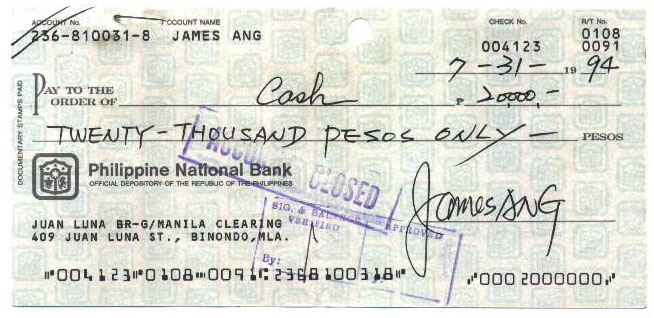 ACCOUNT No. ACCOUNT NAME CHECK No. R/T No.
236-810031-8 JAMES ANG 004123 0108
0091
7-31- 1994
PAY TO THE
ORDER OF Cash P 20000,-
TWENTY-THOUSAND PESOS ONLY— PESOS
DOCUMENTARY STAMPS PAID
ACCOUNT CLOSED
Philippine National Bank
OFFICIAL DEPOSITORY OF THE REPUBLIC OF THE PHILIPPINES
James ANG
SIG. & APPROVED
VERIFIED
By:
JUAN LUNA BR-G/MANILA CLEARING
409 JUAN LUNA ST., BINONDO,MLA.
⑈004123⑈0108⑉0091⑆
⑈0002000000⑈